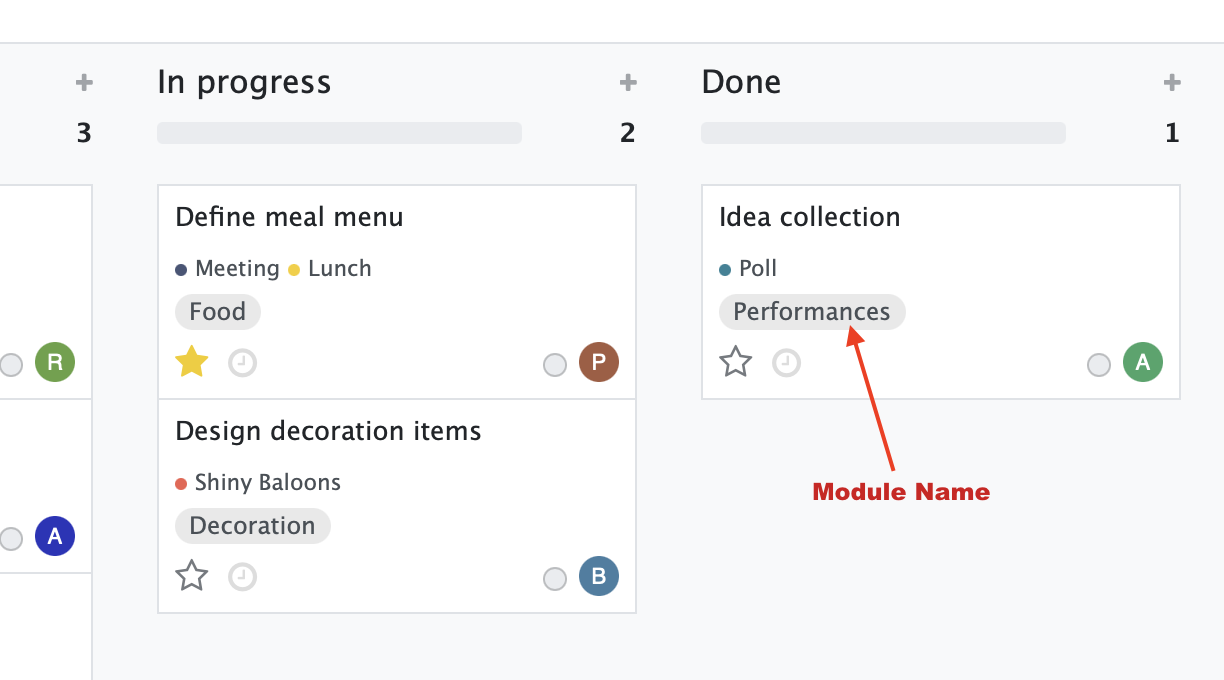 +
In progress
+
Done
+
3
2
1
Define meal menu
Meeting Lunch
Food
R
P
Idea collection
Poll
Performances
A
Module Name
Design decoration items
Shiny Baloons
Decoration
A
B